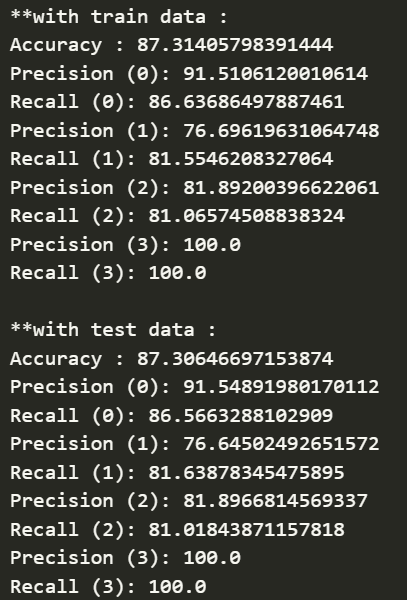 **with train data :
Accuracy : 87.31405798391444
Precision (0): 91.5106120010614
Recall (0): 86.63686497887461
Precision (1): 76.69619631064748
Recall (1): 81.5546208327064
Precision (2): 81.89200396622061
Recall (2): 81.06574508838324
Precision (3): 100.0
Recall (3): 100.0
**with test data :
Accuracy : 87.30646697153874
Precision (0): 91.54891980170112
Recall (0): 86.5663288102909
Precision (1): 76.64502492651572
Recall (1): 81.63878345475895
Precision (2): 81.8966814569337
Recall (2): 81.01843871157818
Precision (3): 100.0
Recall (3): 100.0